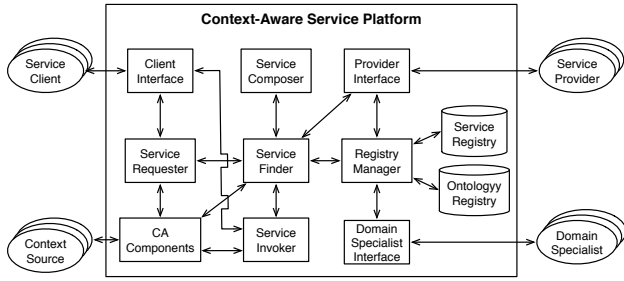 Context-Aware Service Platform
Service
Client
Client
Interface
Service
Composer
Provider
Interface
Service
Provider
Service
Registry
Service
Requester
Service
Finder
Registry
Manager
Ontologyy
Registry
Context
Source
CA
Components
Service
Invoker
Domain
Specialist
Interface
Domain
Specialist